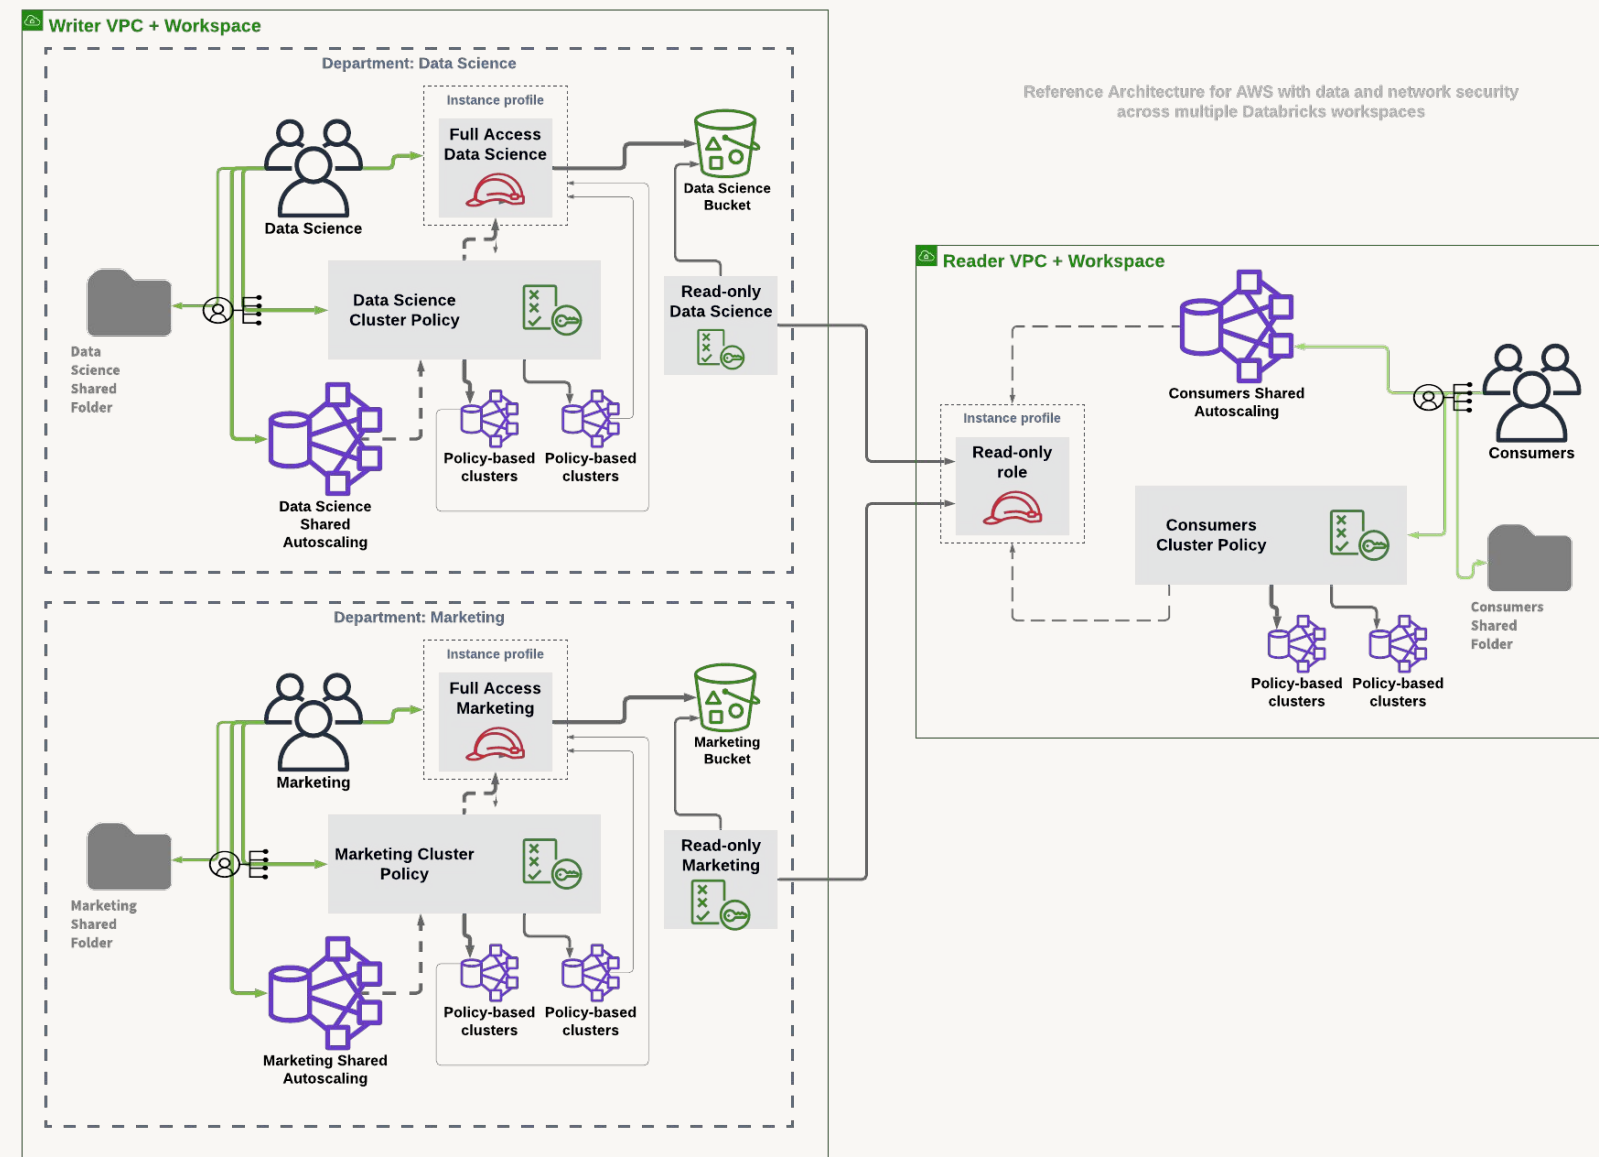 Writer VPC + Workspace
Department: Data Science
Instance profile
Full Access
Data Science
Data Science
Data Science
Bucket
Data Science
Cluster Policy
Read-only
Data Science
Data
Science
Shared
Folder
Policy-based
clusters
Policy-based
clusters
Data Science
Shared
Autoscaling
Department: Marketing
Instance profile
Full Access
Marketing
Marketing
Marketing
Bucket
Marketing Cluster
Policy
Read-only
Marketing
Marketing
Shared
Folder
Policy-based
clusters
Policy-based
clusters
Marketing Shared
Autoscaling
Reference Architecture for AWS with data and network security
across multiple Databricks workspaces
Reader VPC + Workspace
Consumers Shared
Autoscaling
Consumers
Instance profile
Read-only
role
Consumers
Cluster Policy
Consumers
Shared
Folder
Policy-based
clusters
Policy-based
clusters